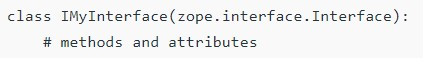 class IMyInterface(zope.interface.Interface):
    # methods and attributes